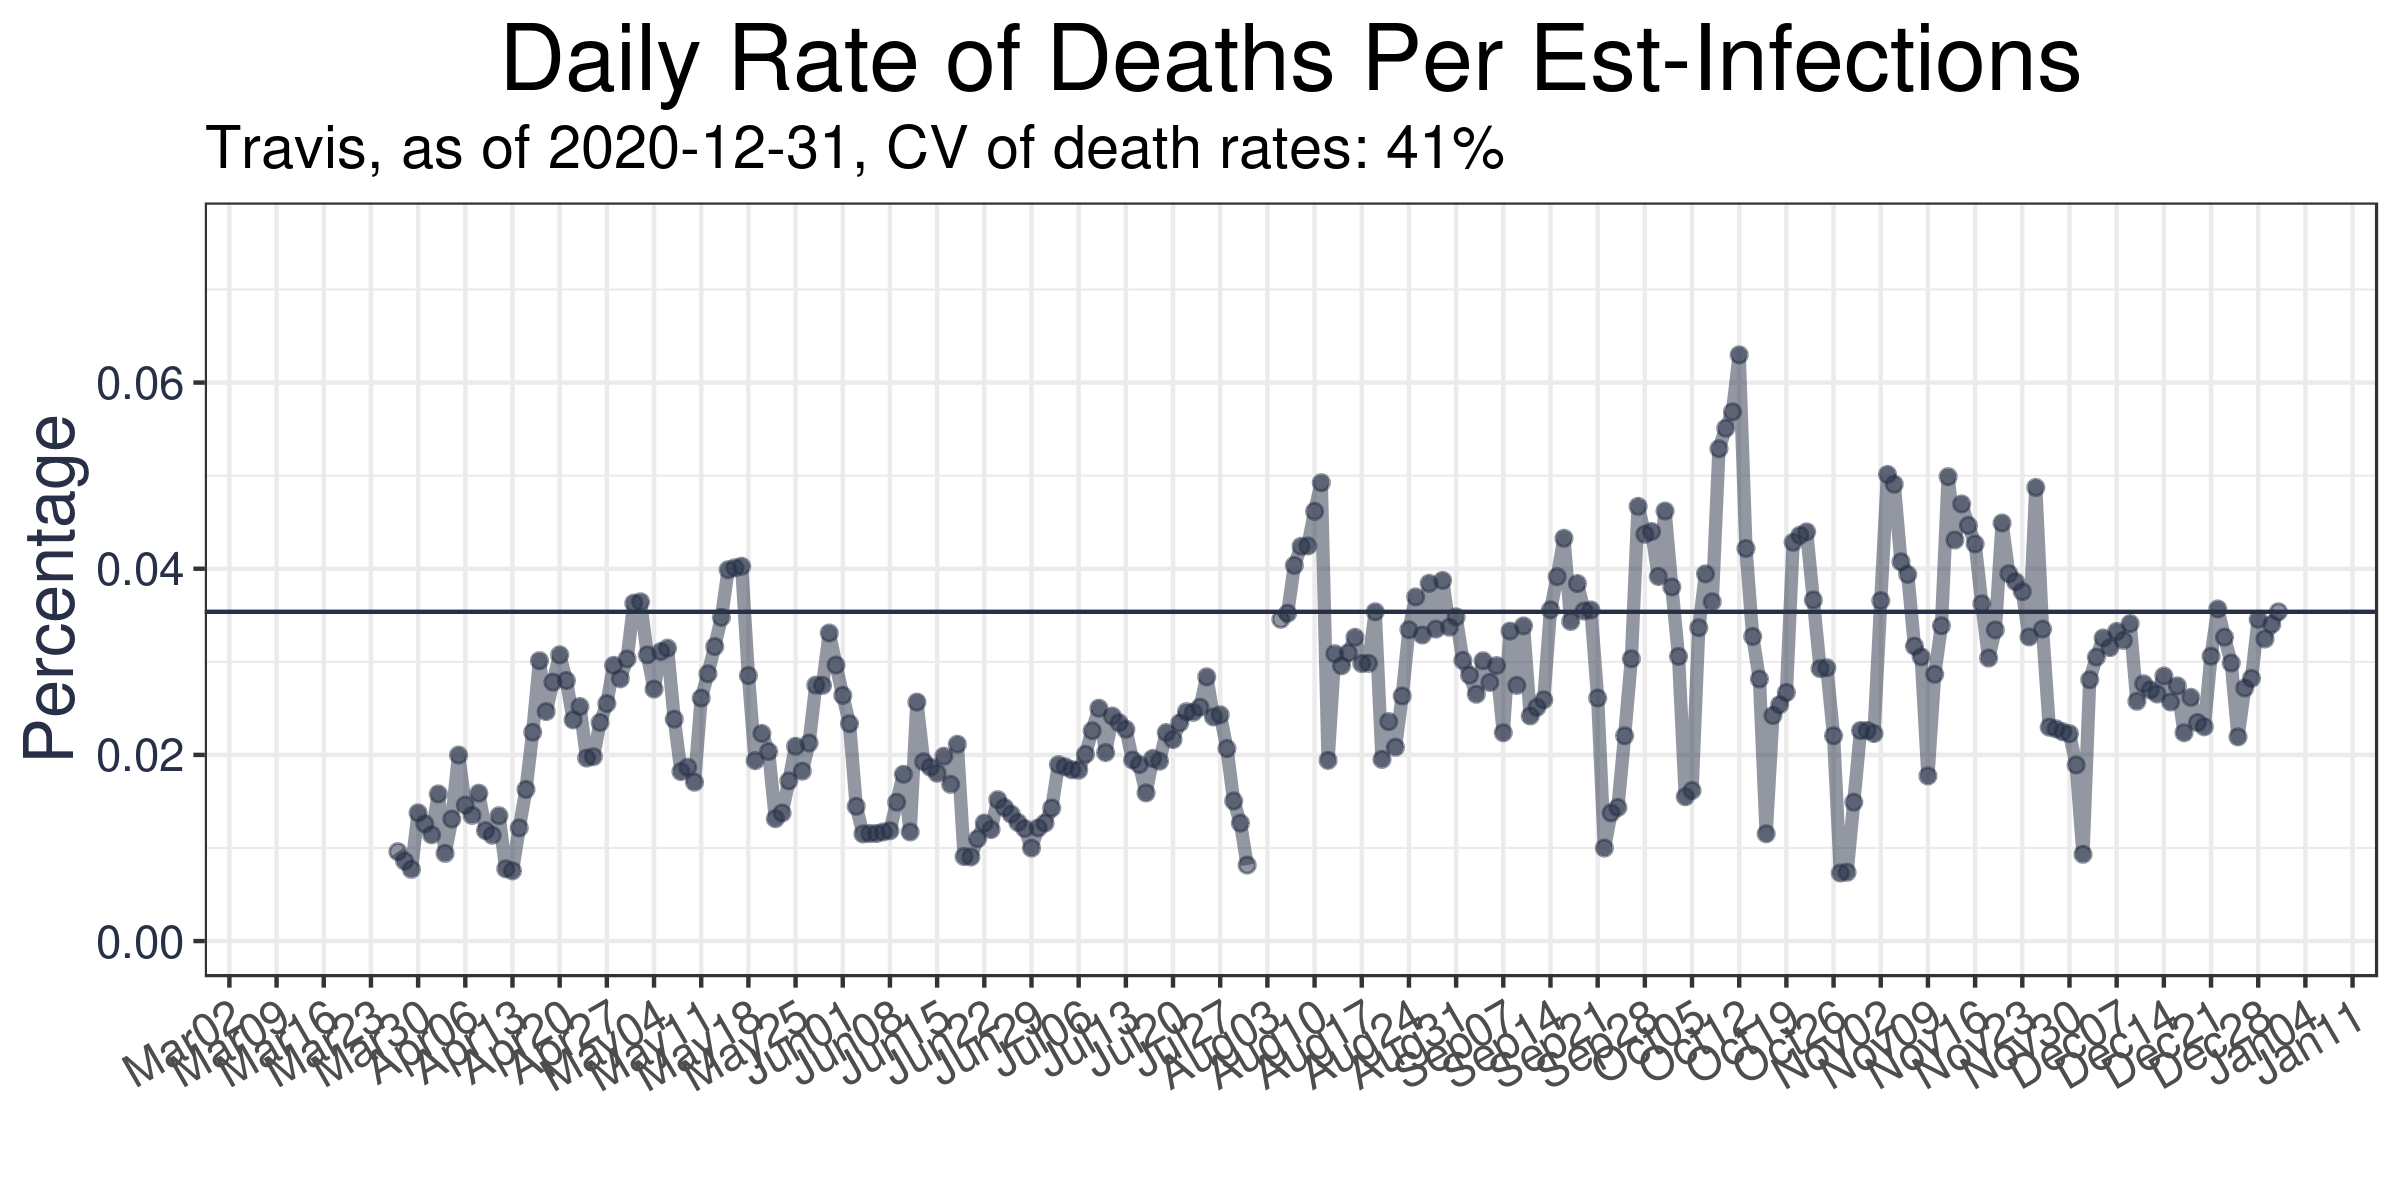 Daily Rate of Deaths Per Est-Infections
Travis, as of 2020-12-31, CV of death rates: 41%
Percentage
0.06
0.04
0.02
0.00
Mar02
Mar09
Mar16
Mar23
Mar30
Apr06
Apr13
Apr20
Apr27
May04
May11
May18
May25
Jun01
Jun08
Jun15
Jun22
Jun29
Jul06
Jul13
Jul20
Jul27
Aug03
Aug10
Aug17
Aug24
Aug31
Sep07
Sep14
Sep21
Sep28
Oct05
Oct12
Oct19
Oct26
Nov02
Nov09
Nov16
Nov23
Nov30
Dec07
Dec14
Dec21
Dec28
Jan04
Jan11